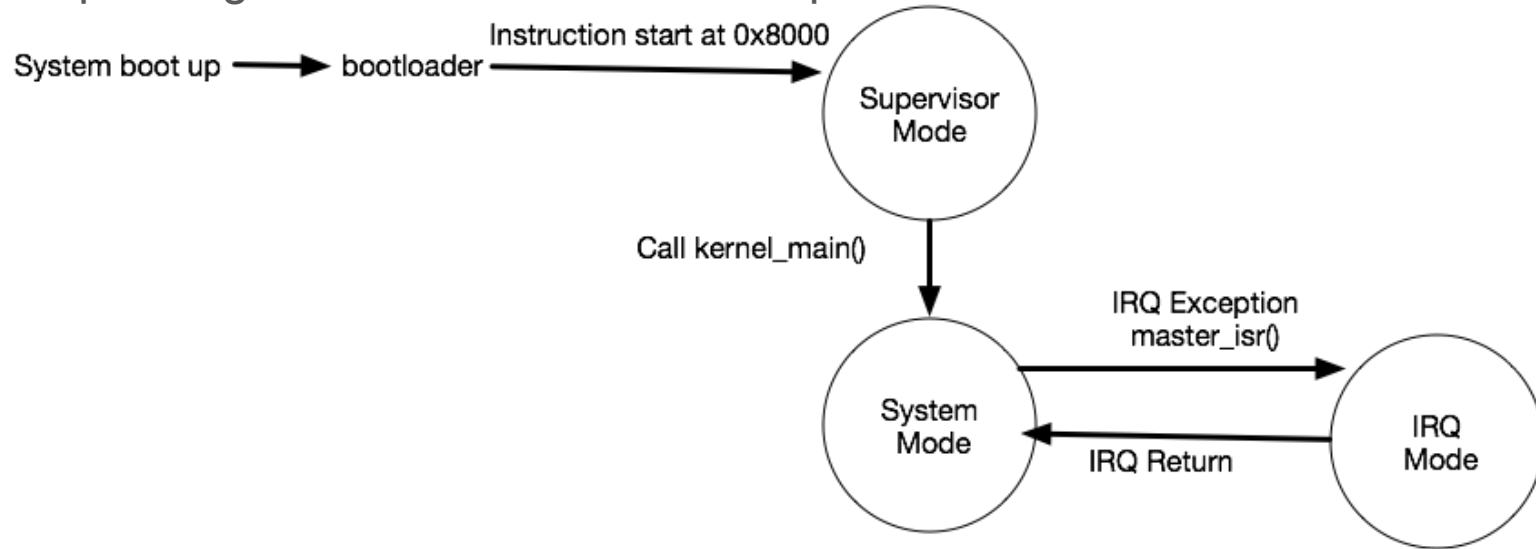 Instruction start at 0x8000
System boot up
bootloader
Supervisor
Mode
Call kernel_main()
IRQ Exception
master_isr()
System
Mode
IRQ
Mode
IRQ Return